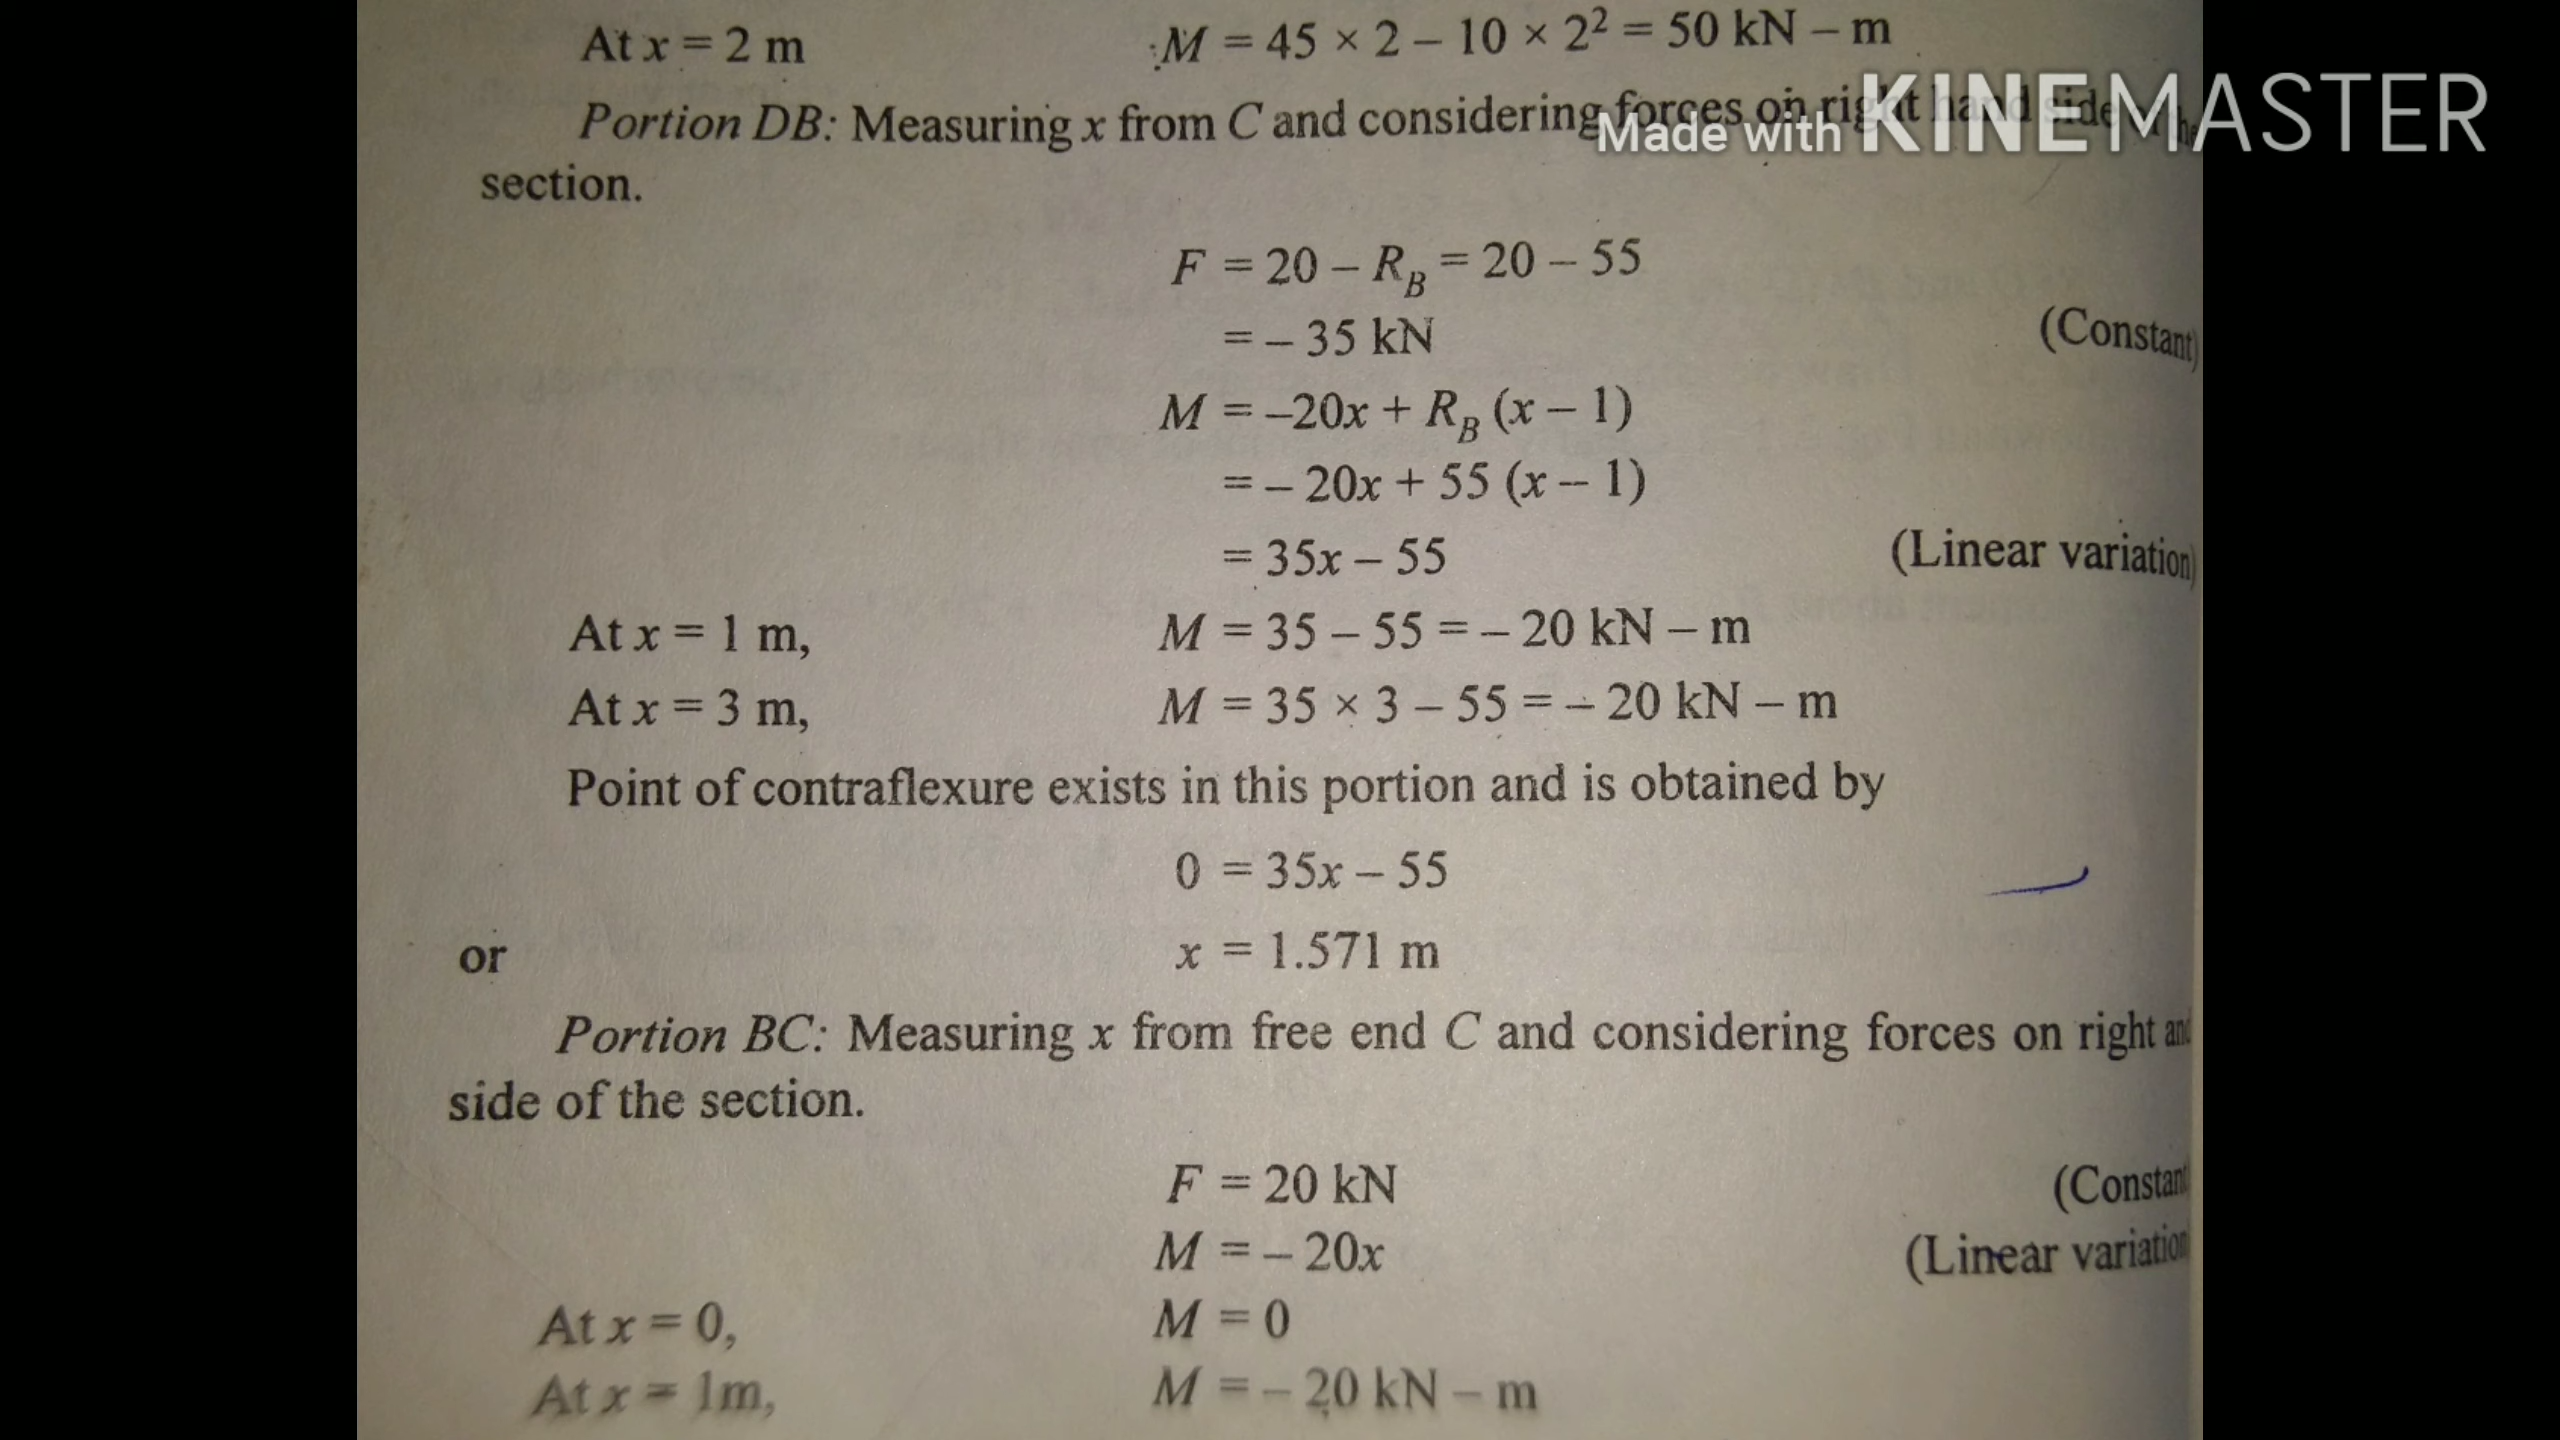 At x = 2 m M = 45 × 2 – 10 × 2² = 50 kN – m
Portion DB: Measuring x from C and considering forces on right hand side
section.
F = 20 – R_B = 20 – 55
= – 35 kN (Constant)
M = –20x + R_B (x – 1)
= – 20x + 55 (x – 1)
= 35x – 55 (Linear variation)
At x = 1 m, M = 35 – 55 = – 20 kN – m
At x = 3 m, M = 35 × 3 – 55 = – 20 kN – m
Point of contraflexure exists in this portion and is obtained by
0 = 35x – 55
or x = 1.571 m
Portion BC: Measuring x from free end C and considering forces on right
side of the section.
F = 20 kN (Constant
M = – 20x (Linear variation
At x = 0, M = 0
At x = 1m, M = – 20 kN – m
Made with KINEMASTER